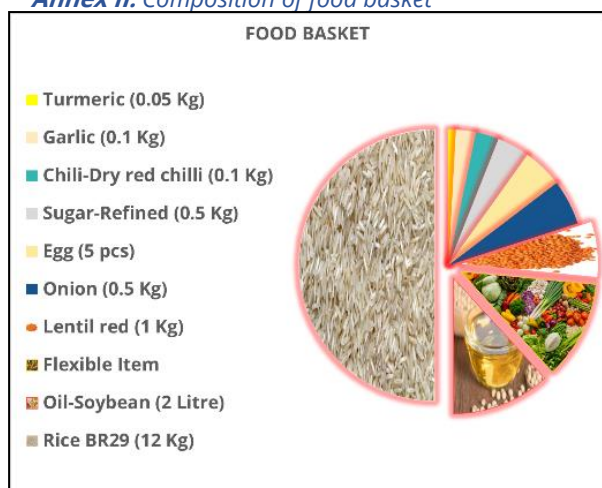 Annex II. Composition of food basket
FOOD BASKET
Turmeric (0.05 Kg)
Garlic (0.1 Kg)
Chili-Dry red chilli (0.1 Kg)
Sugar-Refined (0.5 Kg)
Egg (5 pcs)
Onion (0.5 Kg)
Lentil red (1 Kg)
Flexible Item
Oil-Soybean (2 Litre)
Rice BR29 (12 Kg)